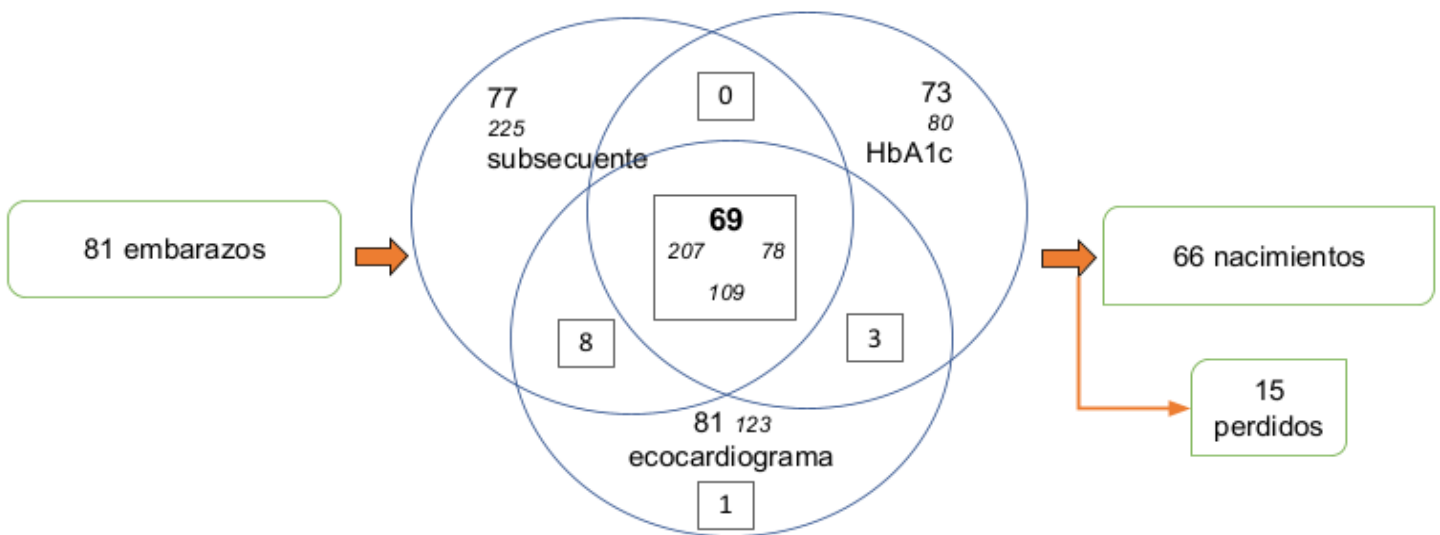 81 embarazos
77
225
subsecuente
0
73
80
HbA1c
69
207 78
109
8
3
81 123
ecocardiograma
1
66 nacimientos
15
perdidos